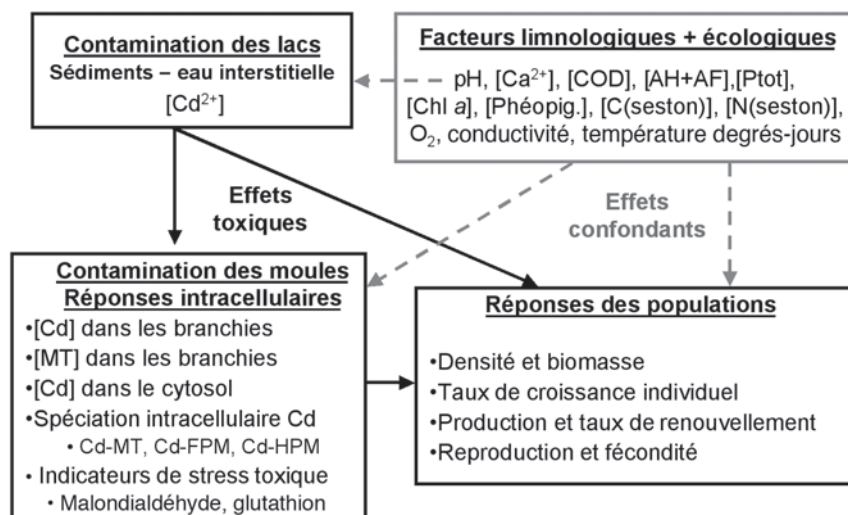 Contamination des lacs
Sédiments – eau interstitielle
[Cd2+]
Facteurs limnologiques + écologiques
pH, [Ca2+], [COD], [AH+AF],[Ptot],
[Chl a], [Phéopig.], [C(seston)], [N(seston)],
O2, conductivité, température degrés-jours
Effets
toxiques
Effets
confondants
Contamination des moules
Réponses intracellulaires
•[Cd] dans les branchies
•[MT] dans les branchies
•[Cd] dans le cytosol
•Spéciation intracellulaire Cd
• Cd-MT, Cd-FPM, Cd-HPM
• Indicateurs de stress toxique
• Malondialdéhyde, glutathion
Réponses des populations
•Densité et biomasse
•Taux de croissance individuel
•Production et taux de renouvellement
•Reproduction et fécondité